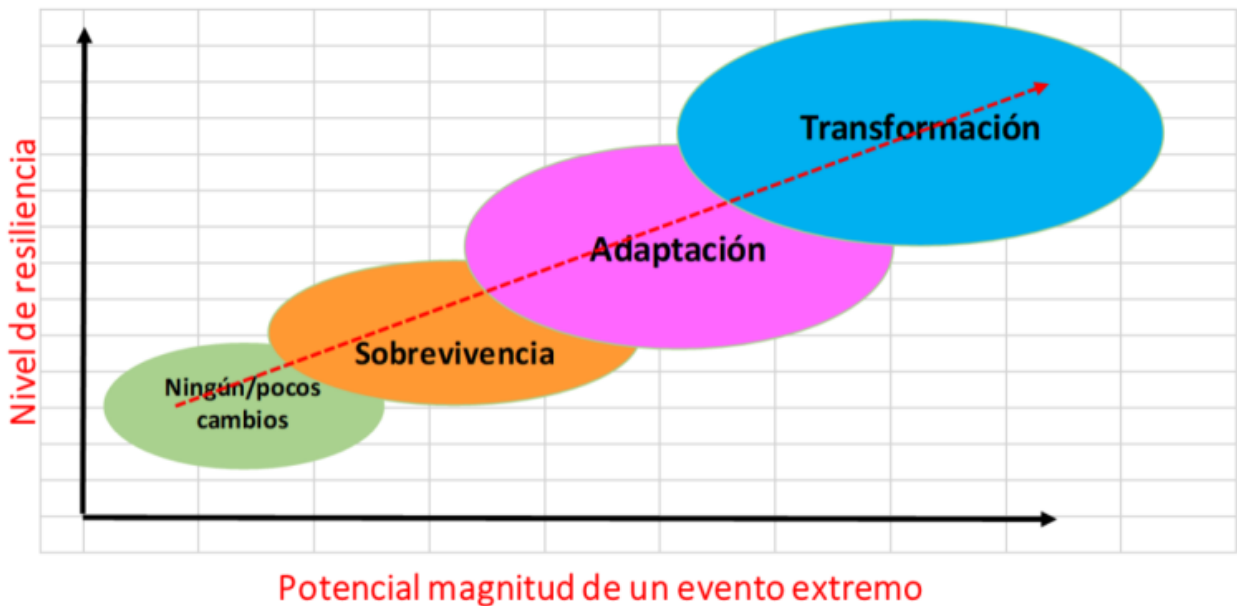 Nivel de resiliencia
Transformación
Adaptación
Sobrevivencia
Ningún/pocos
cambios
Potencial magnitud de un evento extremo